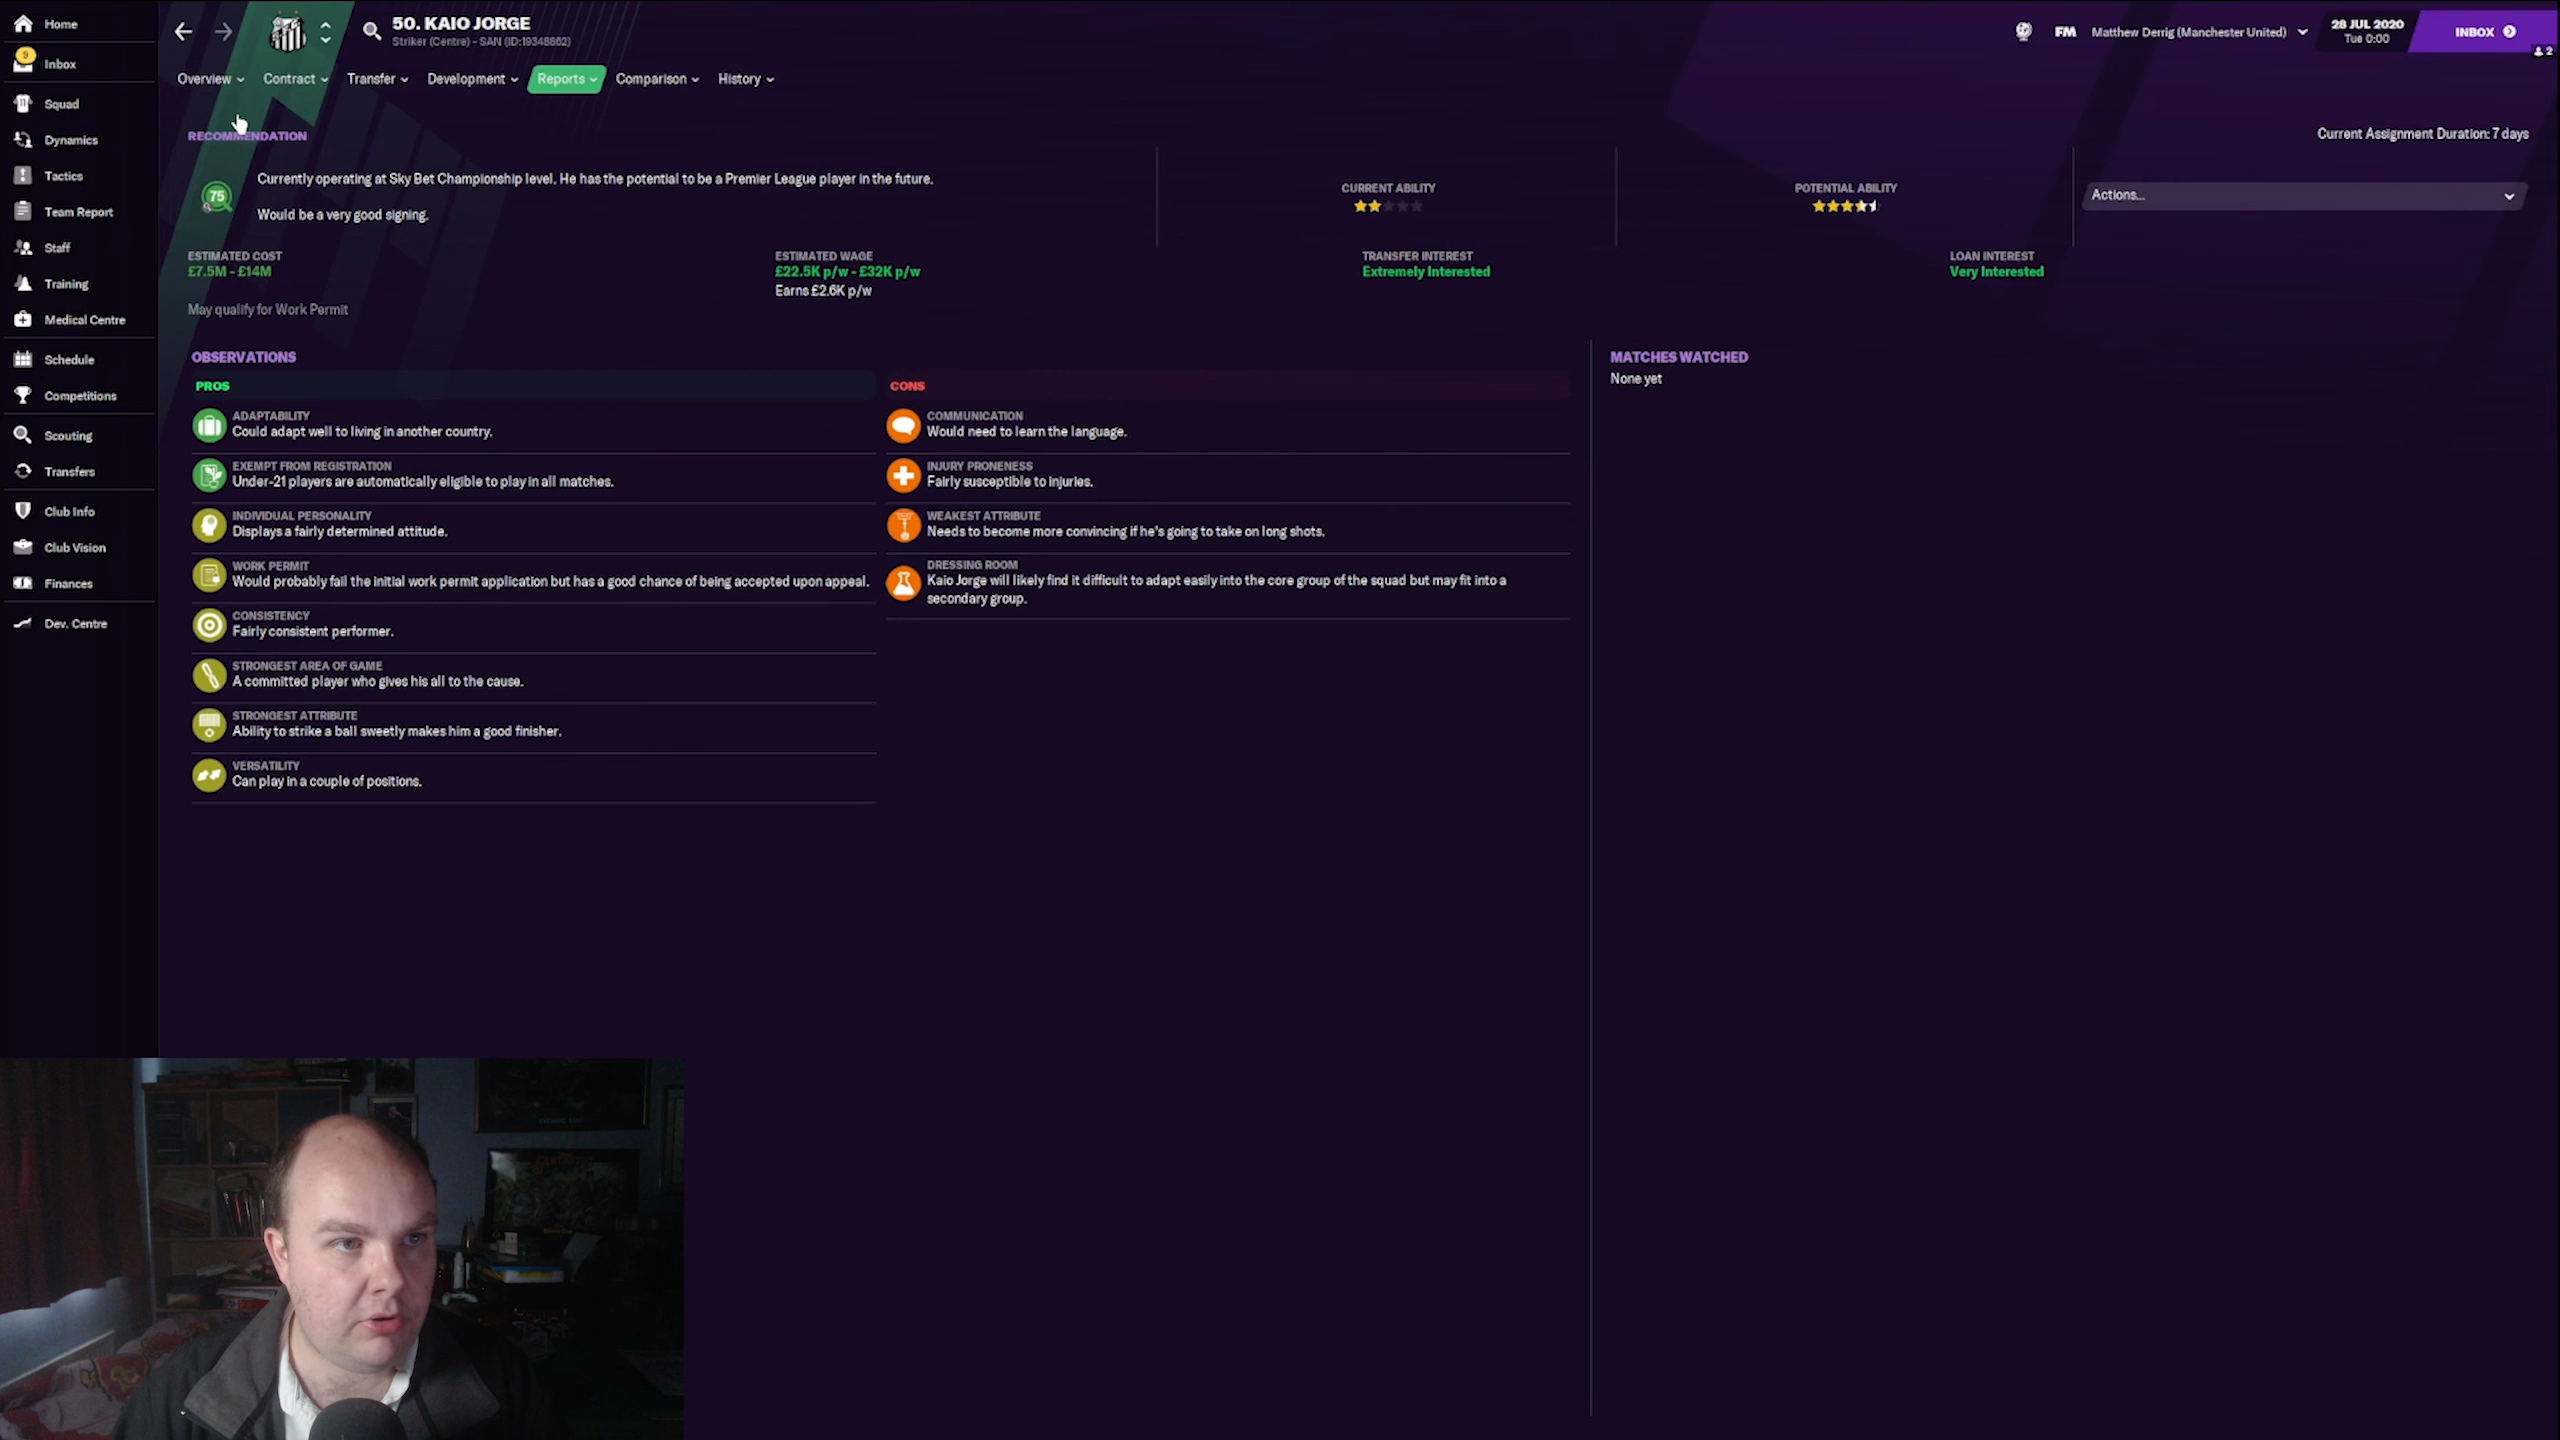 Home
Inbox
9
Squad
Dynamics
Tactics
Team Report
Staff
Training
Medical Centre
Schedule
Competitions
Scouting
Transfers
Club Info
Club Vision
Finances
Dev. Centre
50. KAIO JORGE
Striker (Centre) - SAN (ID:19348862)
FM
Matthew Derrig (Manchester United)
28 JUL 2020
Tue 0:00
INBOX
2
Overview
Contract
Transfer
Development
Reports
Comparison
History
RECOMMENDATION
Current Assignment Duration: 7 days
75
Currently operating at Sky Bet Championship level. He has the potential to be a Premier League player in the future.
Would be a very good signing.
CURRENT ABILITY
POTENTIAL ABILITY
Actions...
ESTIMATED COST
£7.5M - £14M
May qualify for Work Permit
ESTIMATED WAGE
£22.5K p/w - £32K p/w
Earns £2.6K p/w
TRANSFER INTEREST
Extremely Interested
LOAN INTEREST
Very Interested
OBSERVATIONS
PROS
ADAPTABILITY
Could adapt well to living in another country.
EXEMPT FROM REGISTRATION
Under-21 players are automatically eligible to play in all matches.
INDIVIDUAL PERSONALITY
Displays a fairly determined attitude.
WORK PERMIT
Would probably fail the initial work permit application but has a good chance of being accepted upon appeal.
CONSISTENCY
Fairly consistent performer.
STRONGEST AREA OF GAME
A committed player who gives his all to the cause.
STRONGEST ATTRIBUTE
Ability to strike a ball sweetly makes him a good finisher.
VERSATILITY
Can play in a couple of positions.
CONS
COMMUNICATION
Would need to learn the language.
INJURY PRONENESS
Fairly susceptible to injuries.
WEAKEST ATTRIBUTE
Needs to become more convincing if he's going to take on long shots.
DRESSING ROOM
Kaio Jorge will likely find it difficult to adapt easily into the core group of the squad but may fit into a
secondary group.
MATCHES WATCHED
None yet